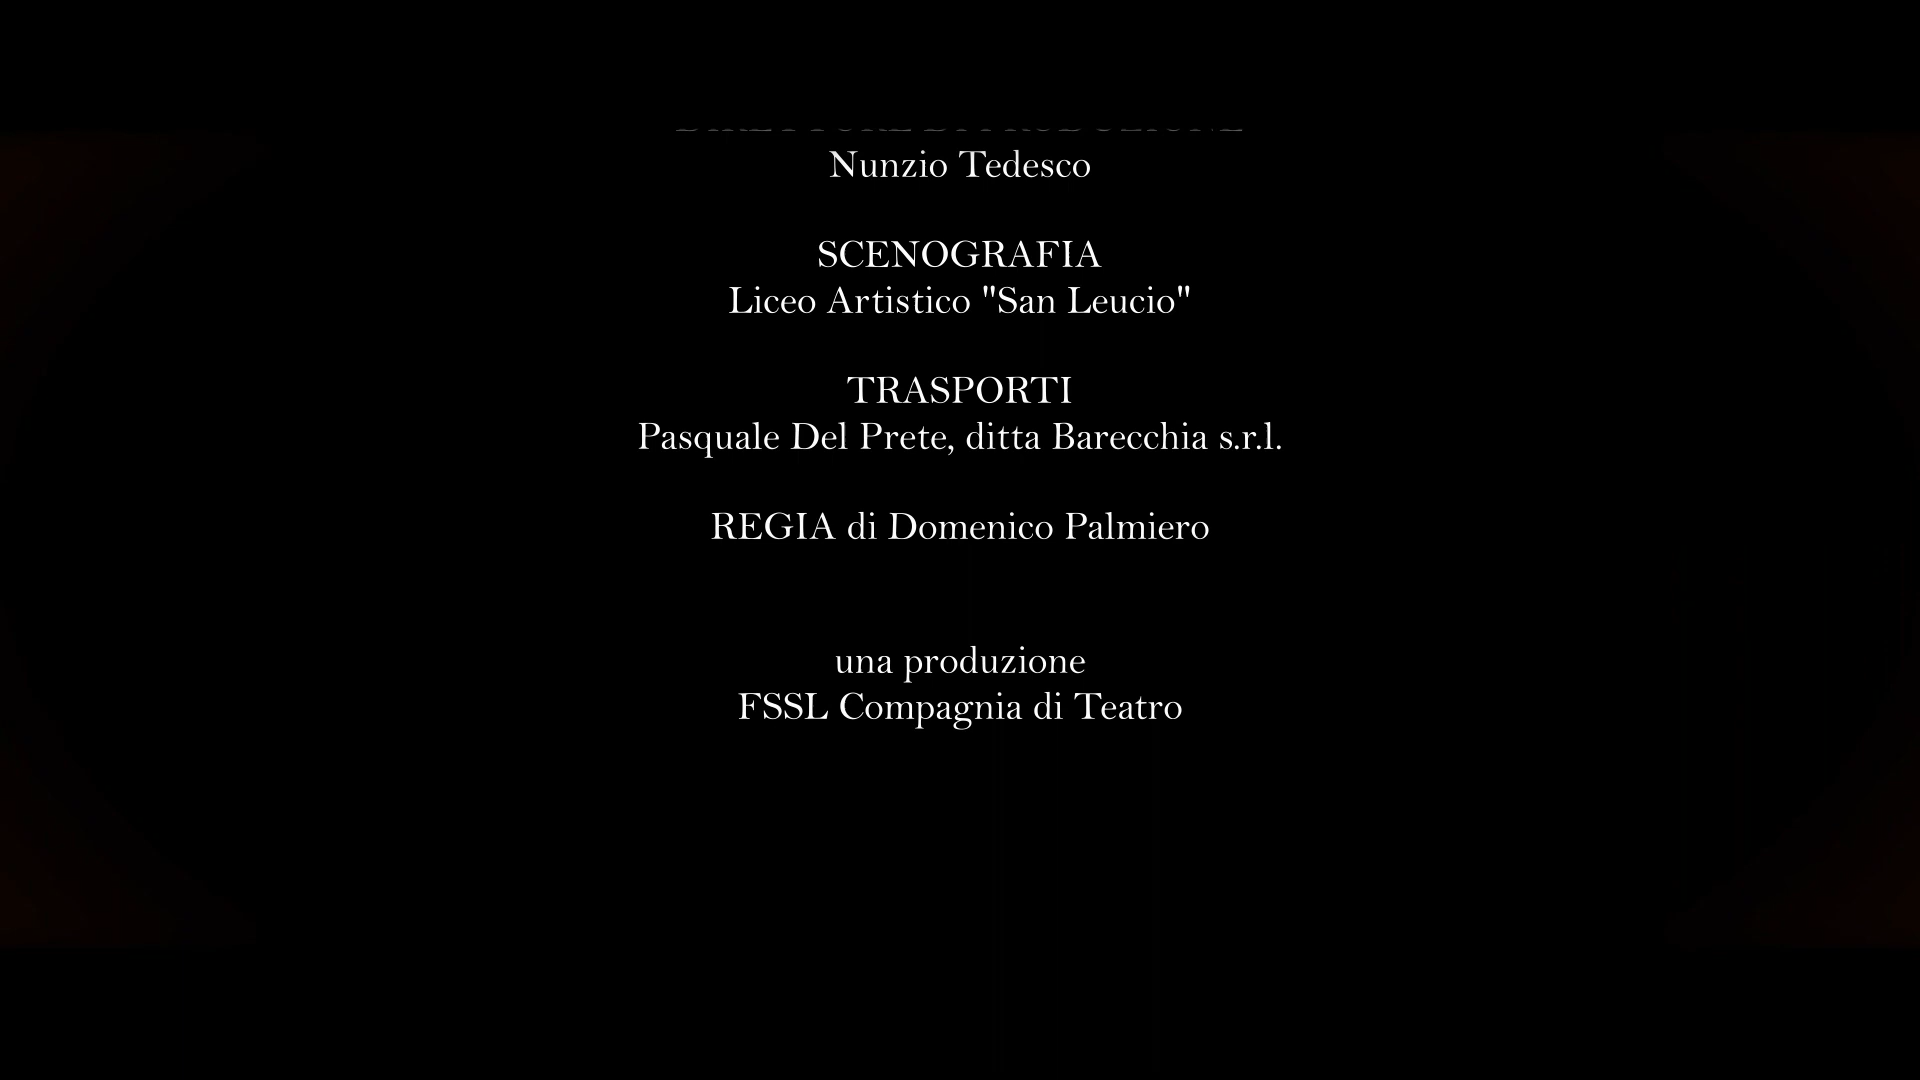 Nunzio Tedesco
SCENOGRAFIA
Liceo Artistico "San Leucio"
TRASPORTI
Pasquale Del Prete, ditta Barecchia s.r.l.
REGIA di Domenico Palmiero
una produzione
FSSL Compagnia di Teatro